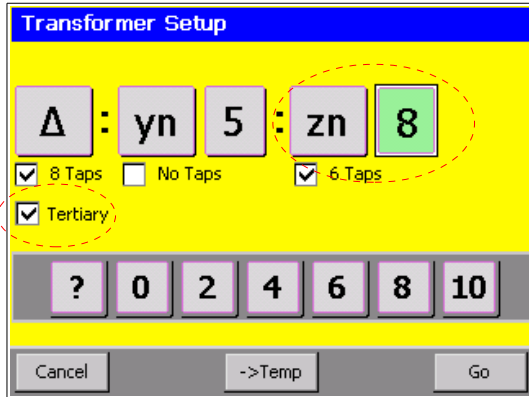 Transformer Setup
Δ : yn 5 : zn 8
8 Taps No Taps 6 Taps
Tertiary
? 0 2 4 6 8 10
Cancel ->Temp Go